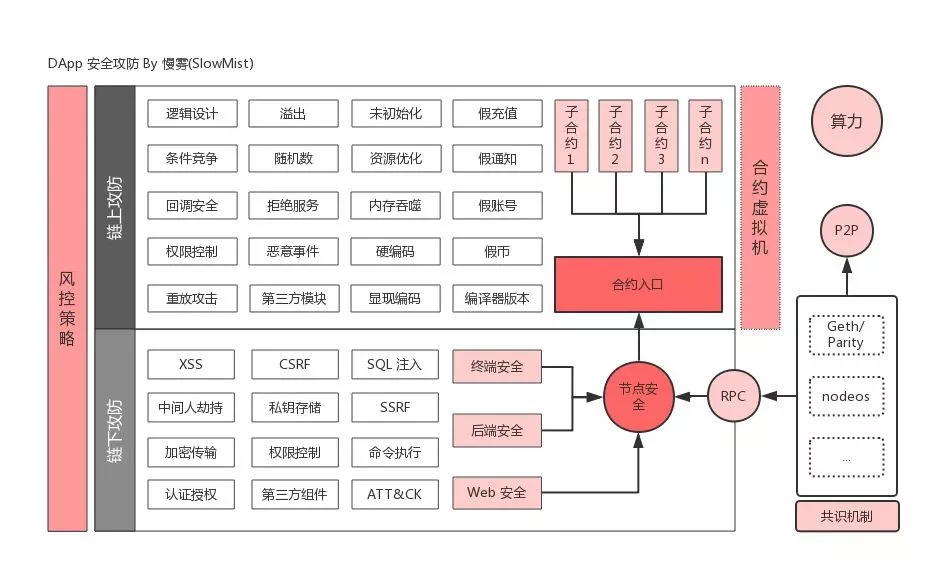 DApp 安全攻防 By 慢雾(SlowMist)
风控策略
链上攻防
逻辑设计
溢出
未初始化
假充值
条件竞争
随机数
资源优化
假通知
回调安全
拒绝服务
内存吞噬
假账号
权限控制
恶意事件
硬编码
假币
重放攻击
第三方模块
显现编码
编译器版本
子合约1
子合约2
子合约3
子合约n
合约入口
合约虚拟机
链下攻防
XSS
CSRF
SQL 注入
中间人劫持
私钥存储
SSRF
加密传输
权限控制
命令执行
认证授权
第三方组件
ATT&CK
终端安全
后端安全
Web 安全
节点安
全
RPC
算力
P2P
Geth/
Parity
nodeos
...
共识机制